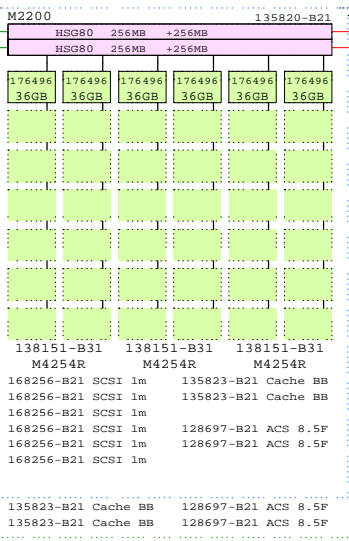 M2200 135820-B21
HSG80 256MB +256MB
HSG80 256MB +256MB
176496 176496 176496 176496 176496 176496
36GB 36GB 36GB 36GB 36GB 36GB
138151-B31 138151-B31 138151-B31
M4254R M4254R M4254R
168256-B21 SCSI 1m 135823-B21 Cache BB
168256-B21 SCSI 1m 135823-B21 Cache BB
168256-B21 SCSI 1m
168256-B21 SCSI 1m 128697-B21 ACS 8.5F
168256-B21 SCSI 1m 128697-B21 ACS 8.5F
168256-B21 SCSI 1m
135823-B21 Cache BB 128697-B21 ACS 8.5F
135823-B21 Cache BB 128697-B21 ACS 8.5F